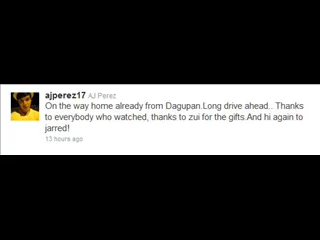 ajperez17 AJ Perez
On the way home already from Dagupan.Long drive ahead.. Thanks
to everybody who watched, thanks to zui for the gifts.And hi again to
jarred!
13 hours ago